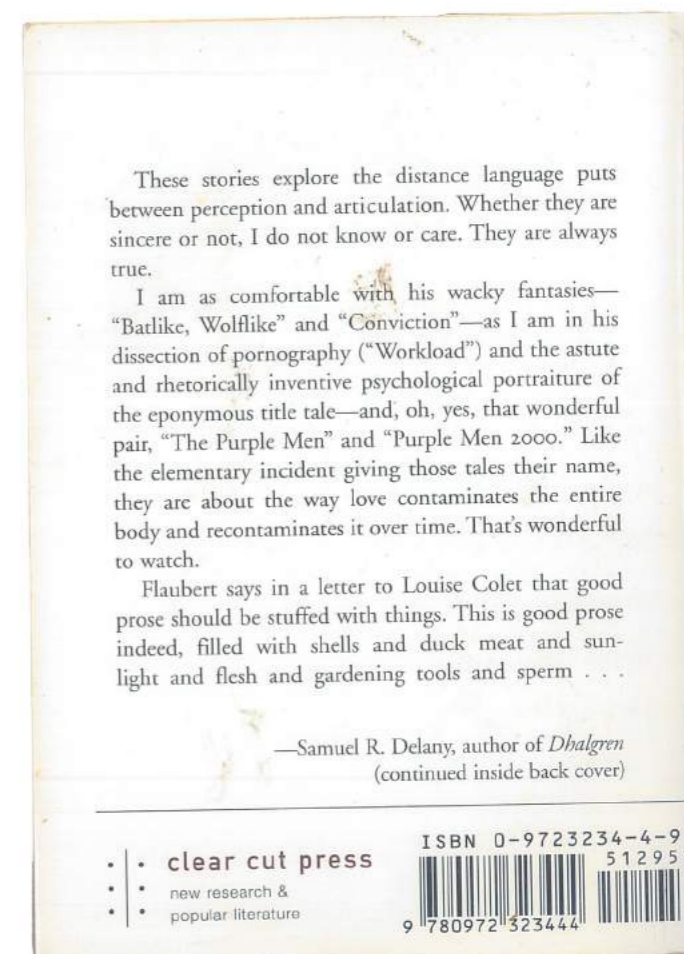 These stories explore the distance language puts
between perception and articulation. Whether they are
sincere or not, I do not know or care. They are always
true.
I am as comfortable with his wacky fantasies—
“Batlike, Wolflike” and “Conviction”—as I am in his
dissection of pornography (“Workload”) and the astute
and rhetorically inventive psychological portraiture of
the eponymous title tale—and, oh, yes, that wonderful
pair, “The Purple Men” and “Purple Men 2000.” Like
the elementary incident giving those tales their name,
they are about the way love contaminates the entire
body and recontaminates it over time. That’s wonderful
to watch.
Flaubert says in a letter to Louise Colet that good
prose should be stuffed with things. This is good prose
indeed, filled with shells and duck meat and sun-
light and flesh and gardening tools and sperm . . .
—Samuel R. Delany, author of Dhalgren
(continued inside back cover)
clear cut press
new research &
popular literature
ISBN 0-9723234-4-9
51295
9 780972 323444